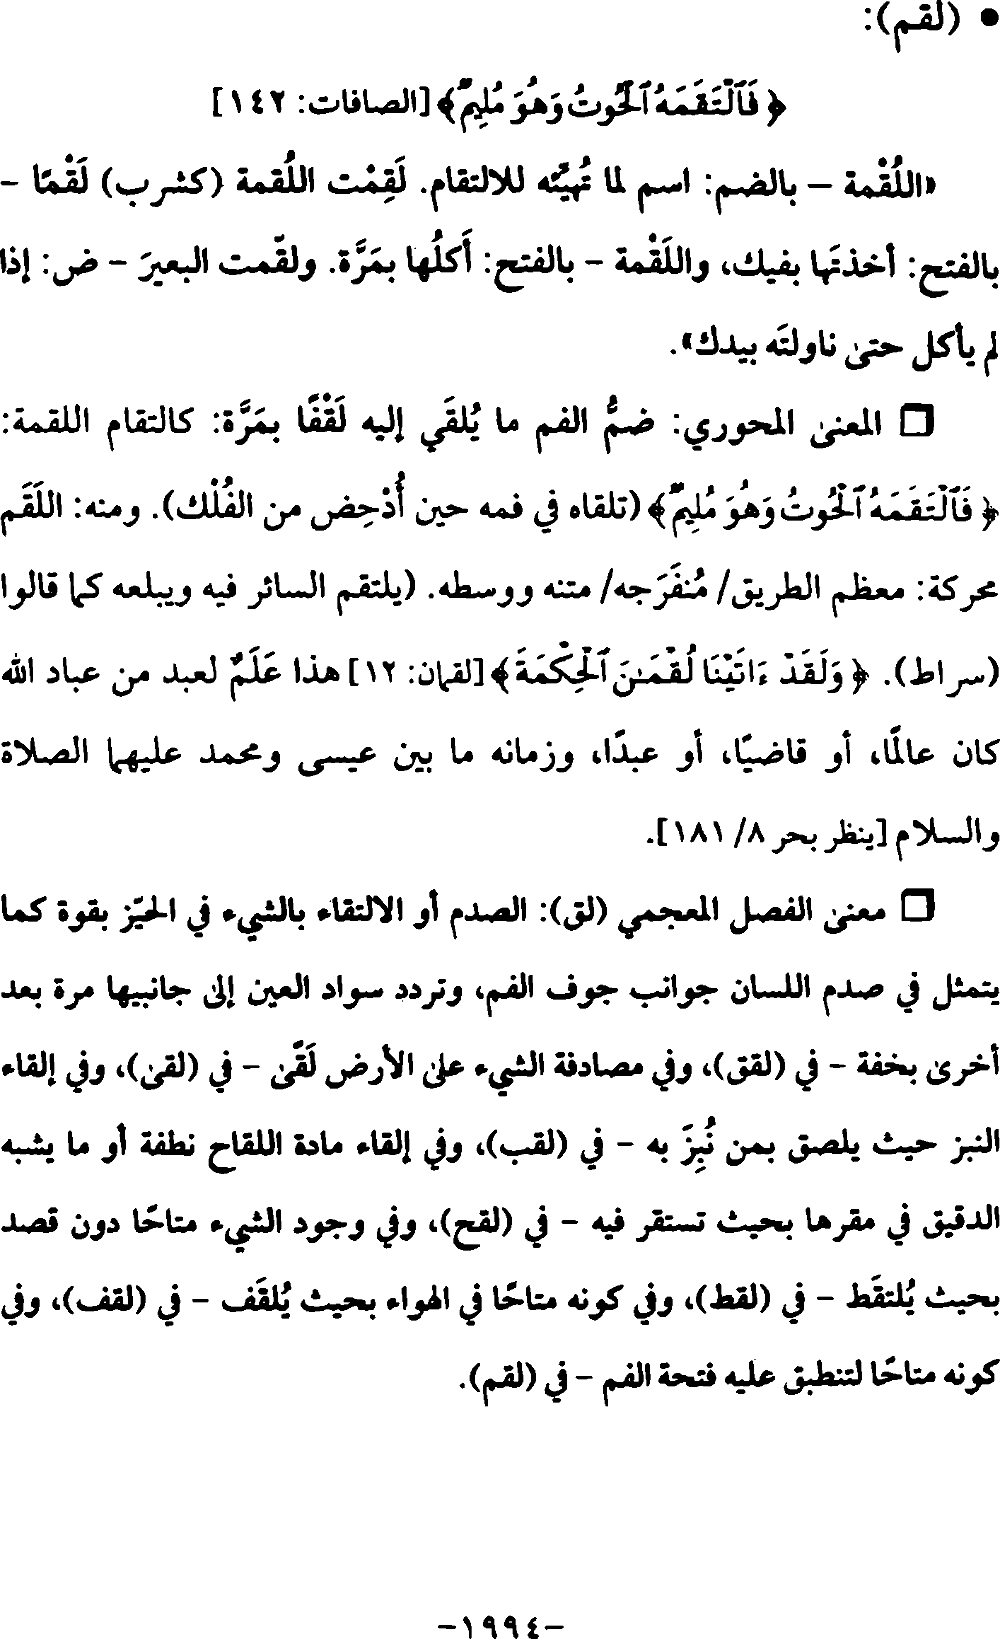 • (لقم):
﴿ فَٱلْتَقَمَهُ ٱلْحُوتُ وَهُوَ مُلِيمٌ ﴾ [الصافات: ١٤٢]
«اللُقْمة – بالضم: اسم لما تُهيِّئه للالتقام. لَقِمْت اللُقمة (كشرب) لَقْمًا –
بالفتح: أخذتَها بفيك، واللَقْمة – بالفتح: أَكلُها بمَرَّة. ولقّمت البعيرَ – ض: إذا
لم يأكل حتى ناولتَه بيدك».
❒ المعنى المحوري: ضمُّ الفم ما يُلقَي إليه لَقْفًا بمَرَّة: كالتقام اللقمة:
﴿ فَٱلْتَقَمَهُ ٱلْحُوتُ وَهُوَ مُلِيمٌ ﴾ (تلقاه في فمه حين أُدْحِض من الفُلْك). ومنه: اللَقَم
محركة: معظم الطريق/ مُنفَرَجه/ متنه ووسطه. (يلتقم السائر فيه ويبلعه كما قالوا
(سراط). ﴿ وَلَقَدْ ءَاتَيْنَا لُقْمَـٰنَ ٱلْحِكْمَةَ ﴾ [لقمان: ١٢] هذا عَلَمٌ لعبد من عباد الله
كان عالمًا، أو قاضيًا، أو عبدًا، وزمانه ما بين عيسى ومحمد عليهما الصلاة
والسلام [ينظر بحر ٨/ ١٨١].
❒ معنى الفصل المعجمي (لق): الصدم أو الالتقاء بالشيء في الحيّز بقوة كما
يتمثل في صدم اللسان جوانب جوف الفم، وتردد سواد العين إلى جانبيها مرة بعد
أخرى بخفة – في (لقق)، وفي مصادفة الشيء على الأرض لَقًى – في (لقى)، وفي إلقاء
النبز حيث يلصق بمن نُبِزَ به – في (لقب)، وفي إلقاء مادة اللقاح نطفة أو ما يشبه
الدقيق في مقرها بحيث تستقر فيه – في (لقح)، وفي وجود الشيء متاحًا دون قصد
بحيث يُلتقَط – في (لقط)، وفي كونه متاحًا في الهواء بحيث يُلقَف – في (لقف)، وفي
كونه متاحًا لتنطبق عليه فتحة الفم – في (لقم).
-١٩٩٤-